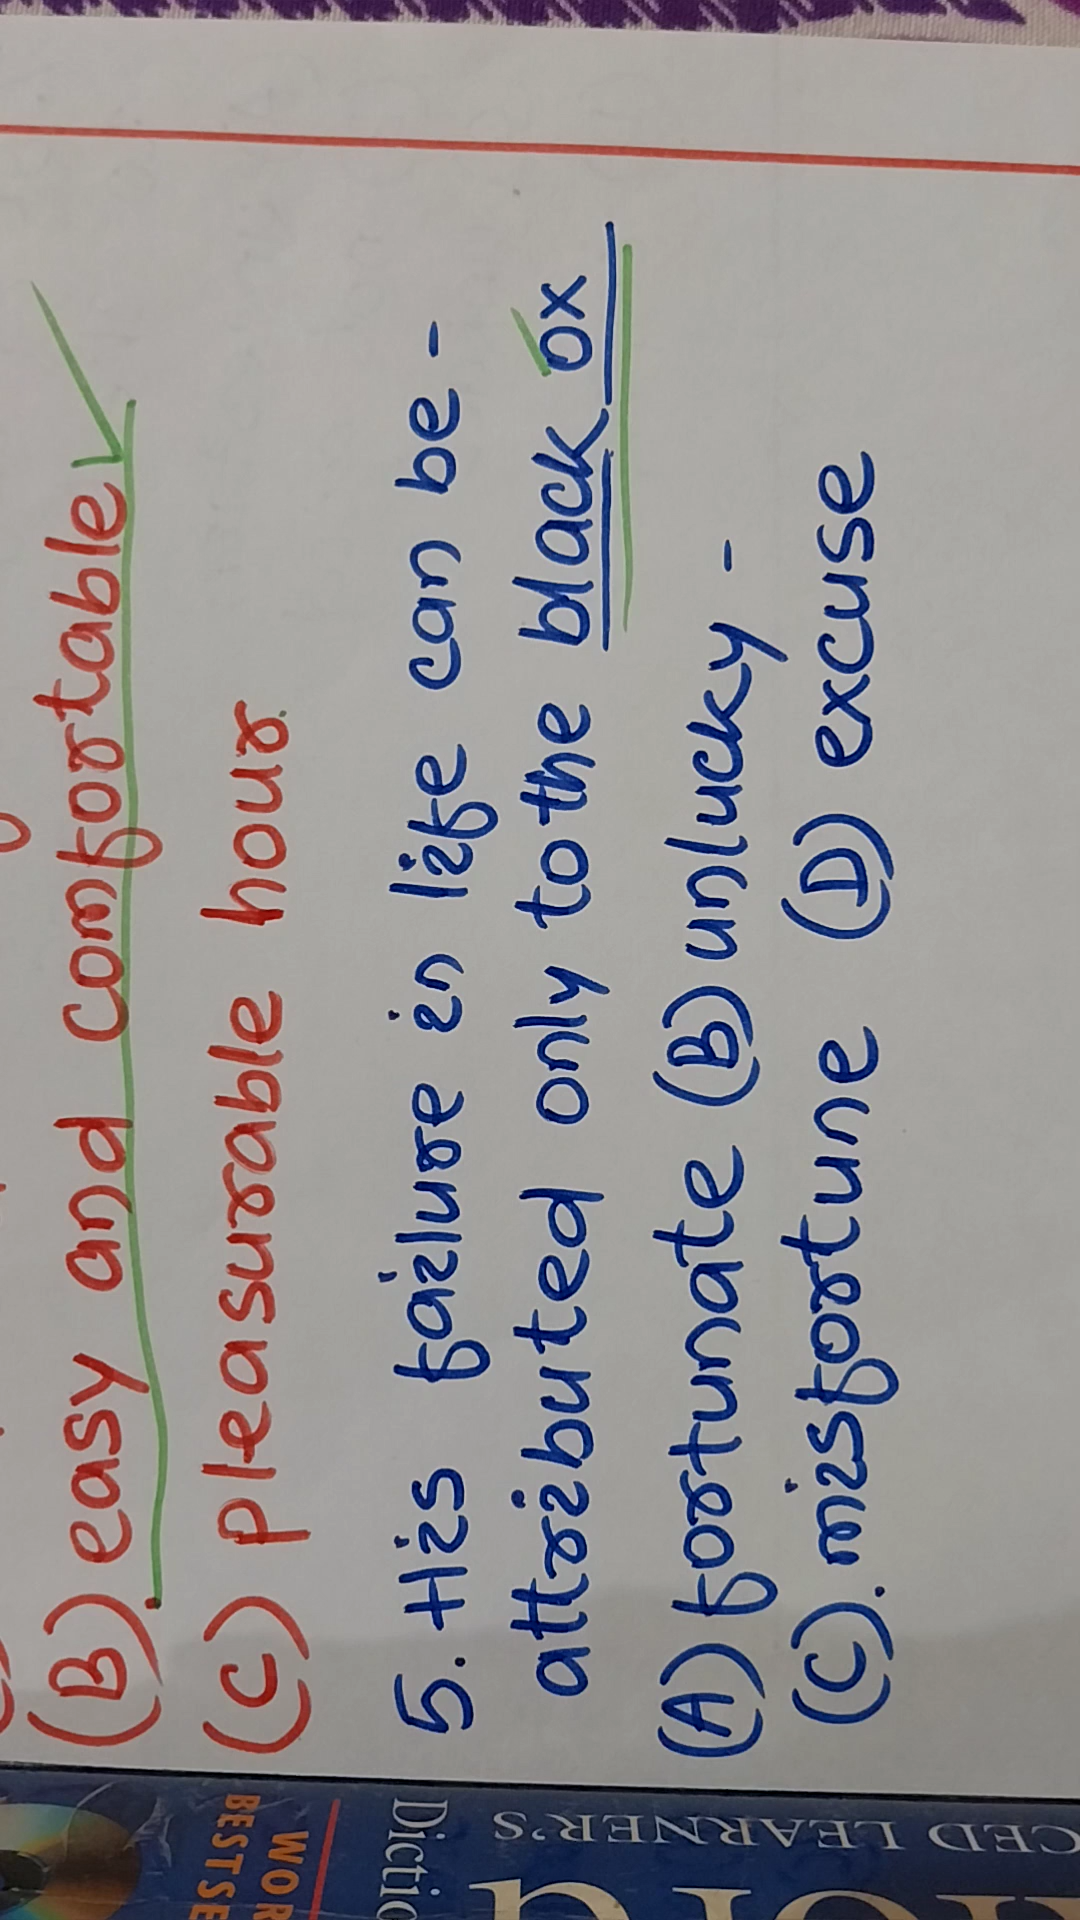 (B) easy and comfortable
(C) pleasurable hour
5. His failure in life can be -
attributed only to the black ox
(A) fortunate (B) unlucky -
(C). misfortune (D) excuse
WOR
BESTSE
Dictio
CED LEARNER'S